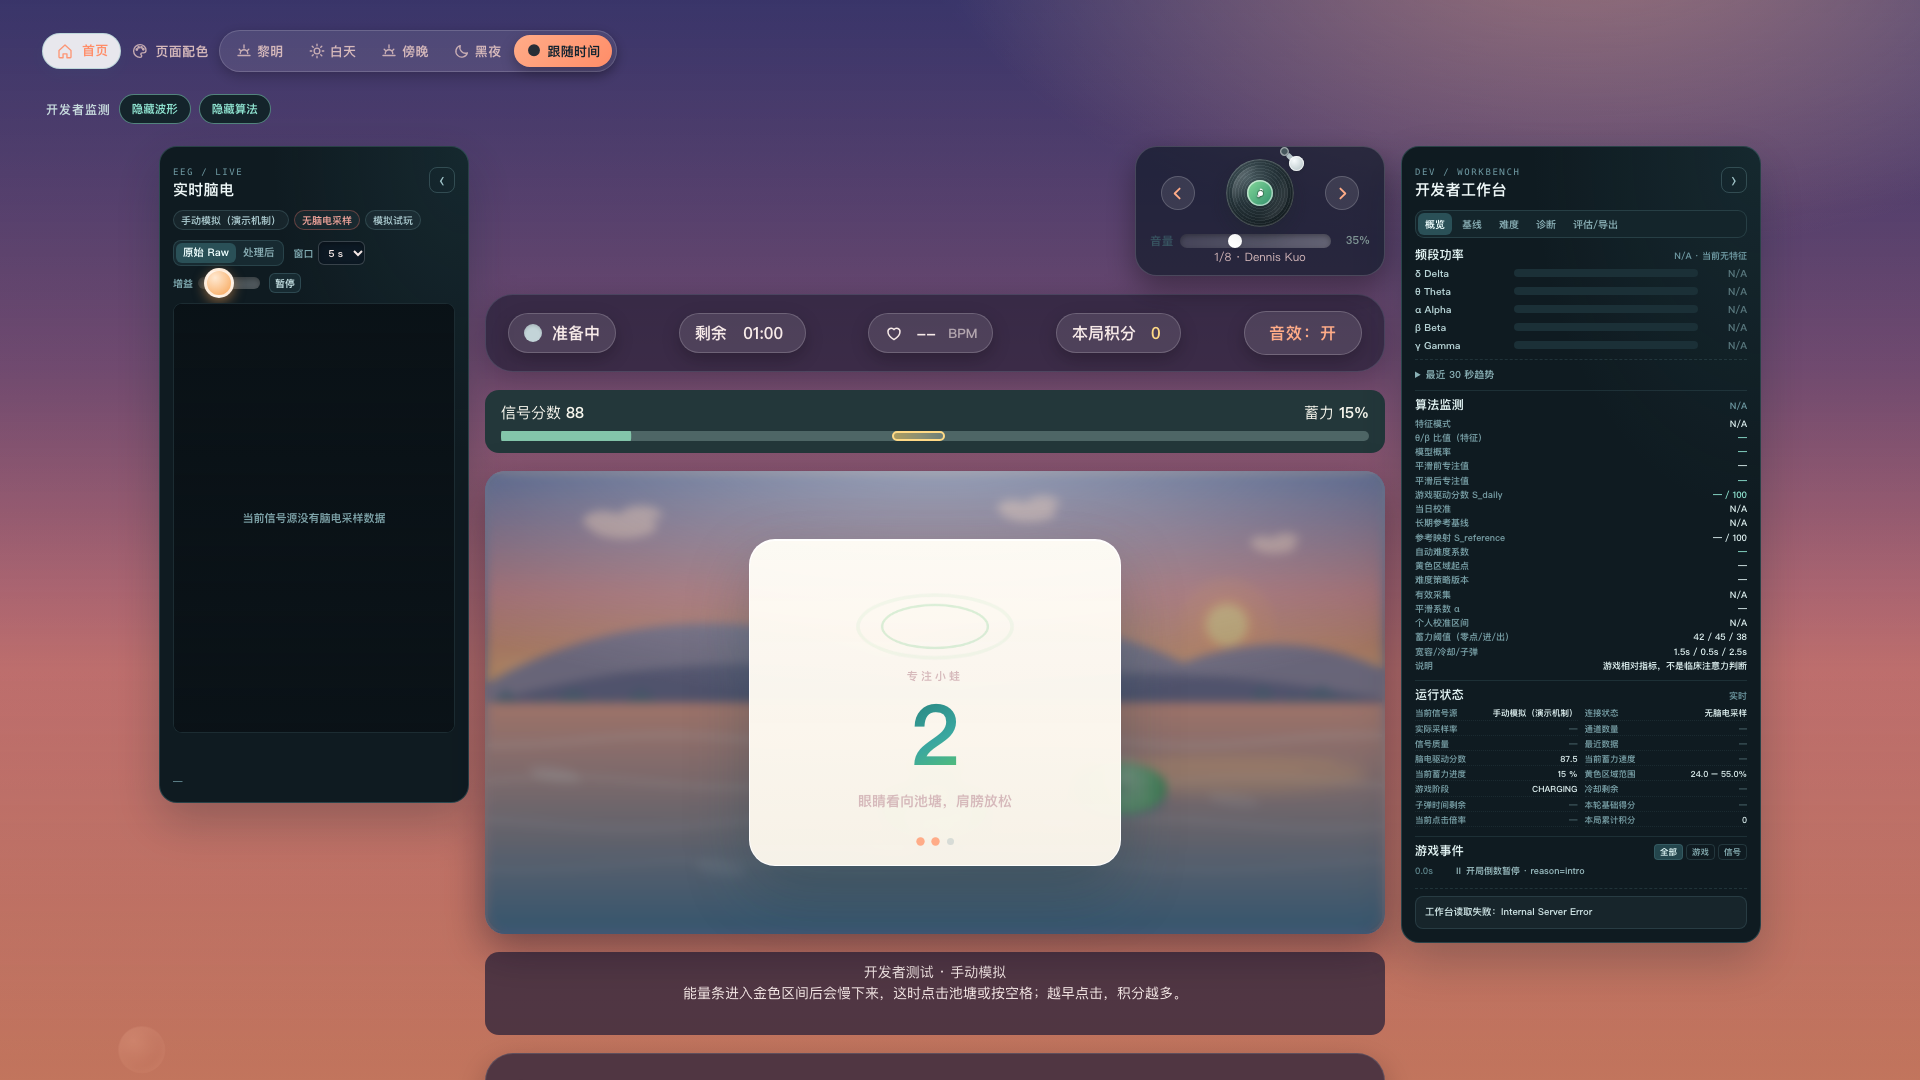 首页 页面配色 黎明 白天 傍晚 黑夜 跟随时间
开发者监测 隐藏波形 隐藏算法
EEG / LIVE
实时脑电
手动模拟（演示机制） 无脑电采样 模拟试玩
原始 Raw 处理后 窗口 5 s
增益 暂停
当前信号源没有脑电采样数据
—
音量 35%
1/8 · Dennis Kuo
准备中 剩余 01:00 -- BPM 本局积分 0 音效：开
信号分数 88 蓄力 15%
专注小蛙
2
眼睛看向池塘，肩膀放松
开发者测试 · 手动模拟
能量条进入金色区间后会慢下来，这时点击池塘或按空格；越早点击，积分越多。
DEV / WORKBENCH
开发者工作台
概览 基线 难度 诊断 评估/导出
频段功率 N/A · 当前无特征
δ Delta N/A
θ Theta N/A
α Alpha N/A
β Beta N/A
γ Gamma N/A
▶ 最近 30 秒趋势
算法监测 N/A
特征模式 N/A
θ/β 比值（特征） —
模型概率 —
平滑前专注值 —
平滑后专注值 —
游戏驱动分数 S_daily — / 100
当日校准 N/A
长期参考基线 N/A
参考映射 S_reference — / 100
自动难度系数 —
黄色区域起点 —
难度策略版本 —
有效采集 N/A
平滑系数 α —
个人校准区间 N/A
蓄力阈值（零点/进/出） 42 / 45 / 38
宽容/冷却/子弹 1.5s / 0.5s / 2.5s
说明 游戏相对指标，不是临床注意力判断
运行状态 实时
当前信号源 手动模拟（演示机制） 连接状态 无脑电采样
实际采样率 — 通道数量 —
信号质量 — 最近数据 —
脑电驱动分数 87.5 当前蓄力速度 —
当前蓄力进度 15 % 黄色区域范围 24.0 — 55.0%
游戏阶段 CHARGING 冷却剩余 —
子弹时间剩余 — 本轮基础得分 —
当前点击倍率 — 本局累计积分 0
游戏事件 全部 游戏 信号
0.0s ⏸ 开局倒数暂停 · reason=intro
工作台读取失败：Internal Server Error